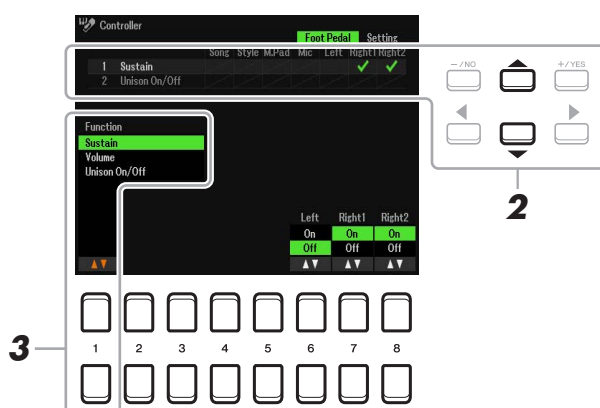 Controller
Foot Pedal Setting
Song Style M.Pad Mic Left Right1 Right2
1 Sustain
2 Unison On/Off
–/NO +/YES
2
Function
Sustain
Volume
Unison On/Off
Left Right1 Right2
On On On
Off Off Off
3
1 2 3 4 5 6 7 8